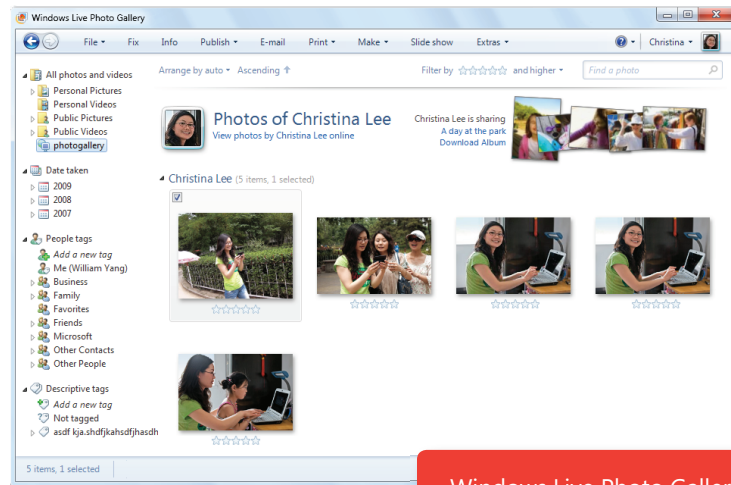 Windows Live Photo Gallery
File Fix Info Publish E-mail Print Make Slide show Extras Christina
All photos and videos
Personal Pictures
Personal Videos
Public Pictures
Public Videos
photogallery
Date taken
2009
2008
2007
People tags
Add a new tag
Me (William Yang)
Business
Family
Favorites
Friends
Microsoft
Other Contacts
Other People
Descriptive tags
Add a new tag
Not tagged
asdf kja.shdfjkahsdfjhasdh
Arrange by auto Ascending Filter by and higher Find a photo
Photos of Christina Lee
View photos by Christina Lee online
Christina Lee is sharing
A day at the park
Download Album
Christina Lee (5 items, 1 selected)
5 items, 1 selected
Windows Live Photo Galler